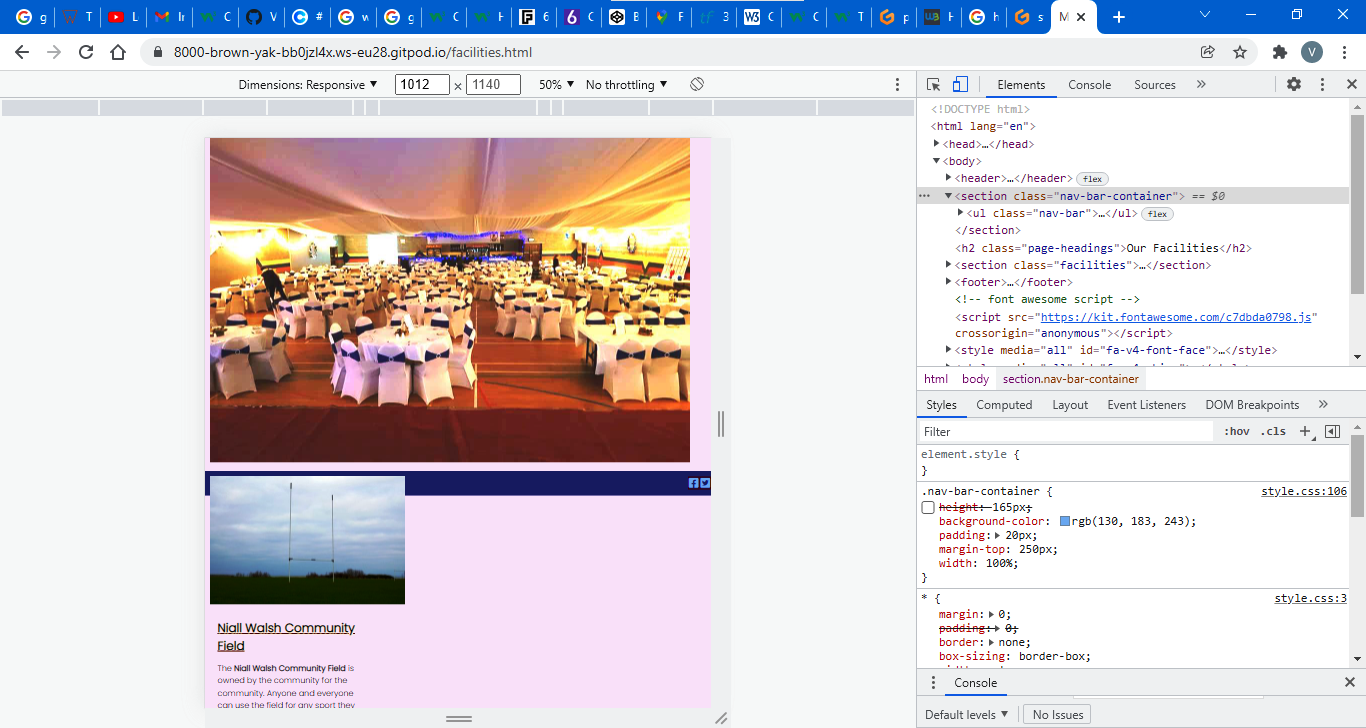 g
T
L
In
C
V
#
w
g
C
H
6
C
B
F
3
C
C
T
p
H
h
s
M
8000-brown-yak-bb0jzl4x.ws-eu28.gitpod.io/facilities.html
V
Dimensions: Responsive 1012 × 1140 50% No throttling
Elements Console Sources
<!DOCTYPE html>
<html lang="en">
<head>…</head>
<body>
<header>…</header> flex
<section class="nav-bar-container"> == $0
<ul class="nav-bar">…</ul> flex
</section>
<h2 class="page-headings">Our Facilities</h2>
<section class="facilities">…</section>
<footer>…</footer>
<!-- font awesome script -->
<script src="https://kit.fontawesome.com/c7dbda0798.js"
crossorigin="anonymous"></script>
<style media="all" id="fa-v4-font-face">…</style>
html body section.nav-bar-container
Styles Computed Layout Event Listeners DOM Breakpoints
Filter :hov .cls
element.style {
}
.nav-bar-container { style.css:106
height: 165px;
background-color: rgb(130, 183, 243);
padding: 20px;
margin-top: 250px;
width: 100%;
}
* { style.css:3
margin: 0;
padding: 0;
border: none;
box-sizing: border-box;
Console
Default levels No Issues
Niall Walsh Community
Field
The Niall Walsh Community Field is
owned by the community for the
community. Anyone and everyone
can use the field for any sport they